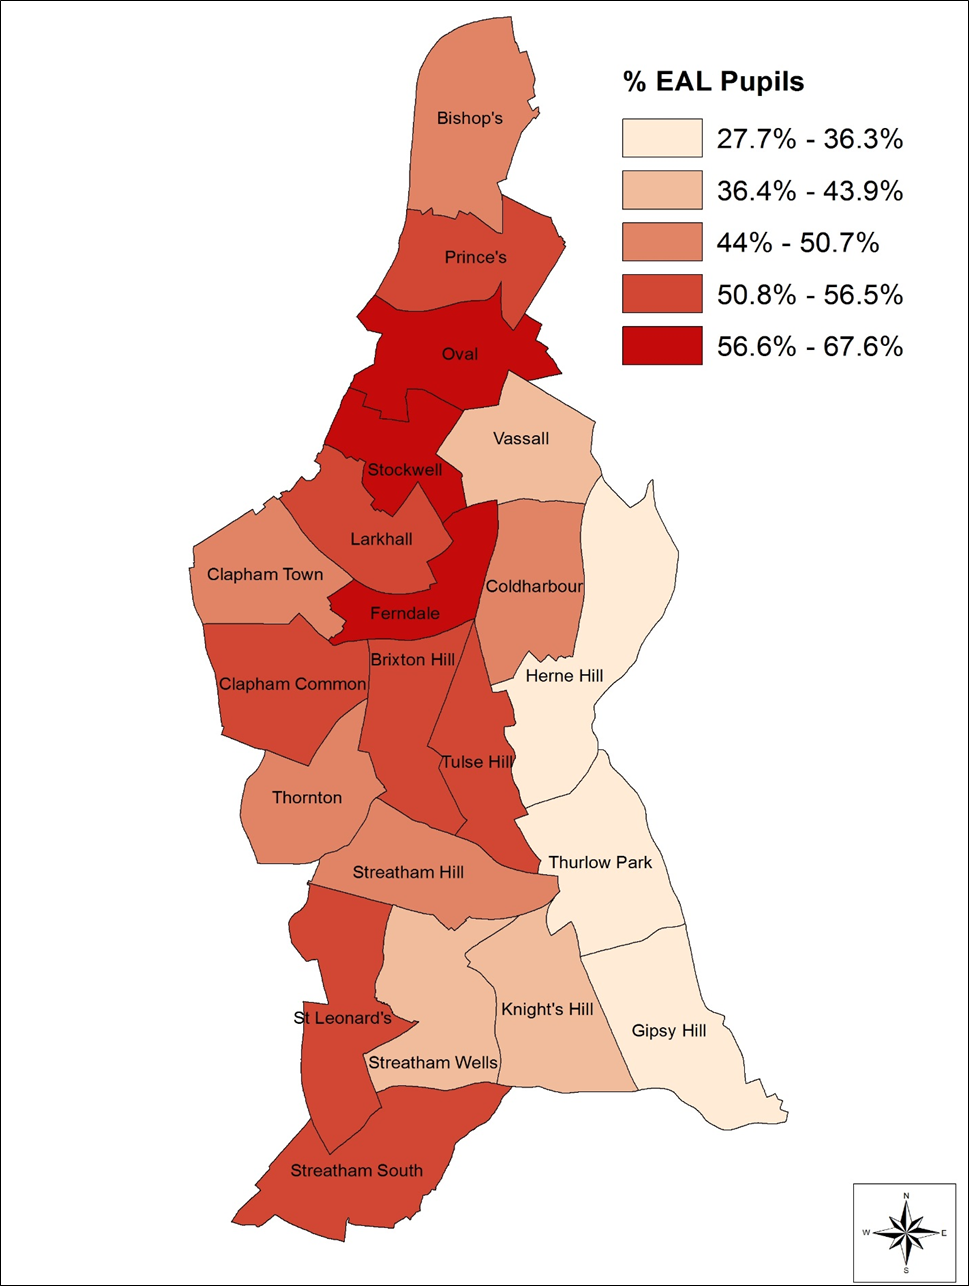 % EAL Pupils
27.7% - 36.3%
36.4% - 43.9%
44% - 50.7%
50.8% - 56.5%
56.6% - 67.6%
Bishop's
Prince's
Oval
Vassall
Stockwell
Larkhall
Clapham Town
Coldharbour
Ferndale
Brixton Hill
Herne Hill
Clapham Common
Tulse Hill
Thornton
Thurlow Park
Streatham Hill
Knight's Hill
St Leonard's
Gipsy Hill
Streatham Wells
Streatham South
N
W E
S